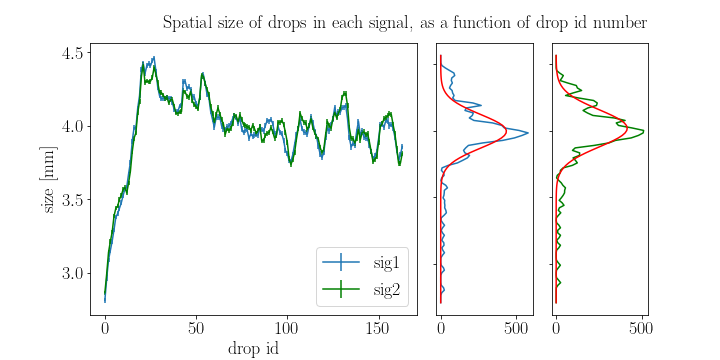 Spatial size of drops in each signal, as a function of drop id number
size [mm]
4.5
4.0
3.5
3.0
sig1
sig2
0 50 100 150
0 500
0 500
drop id